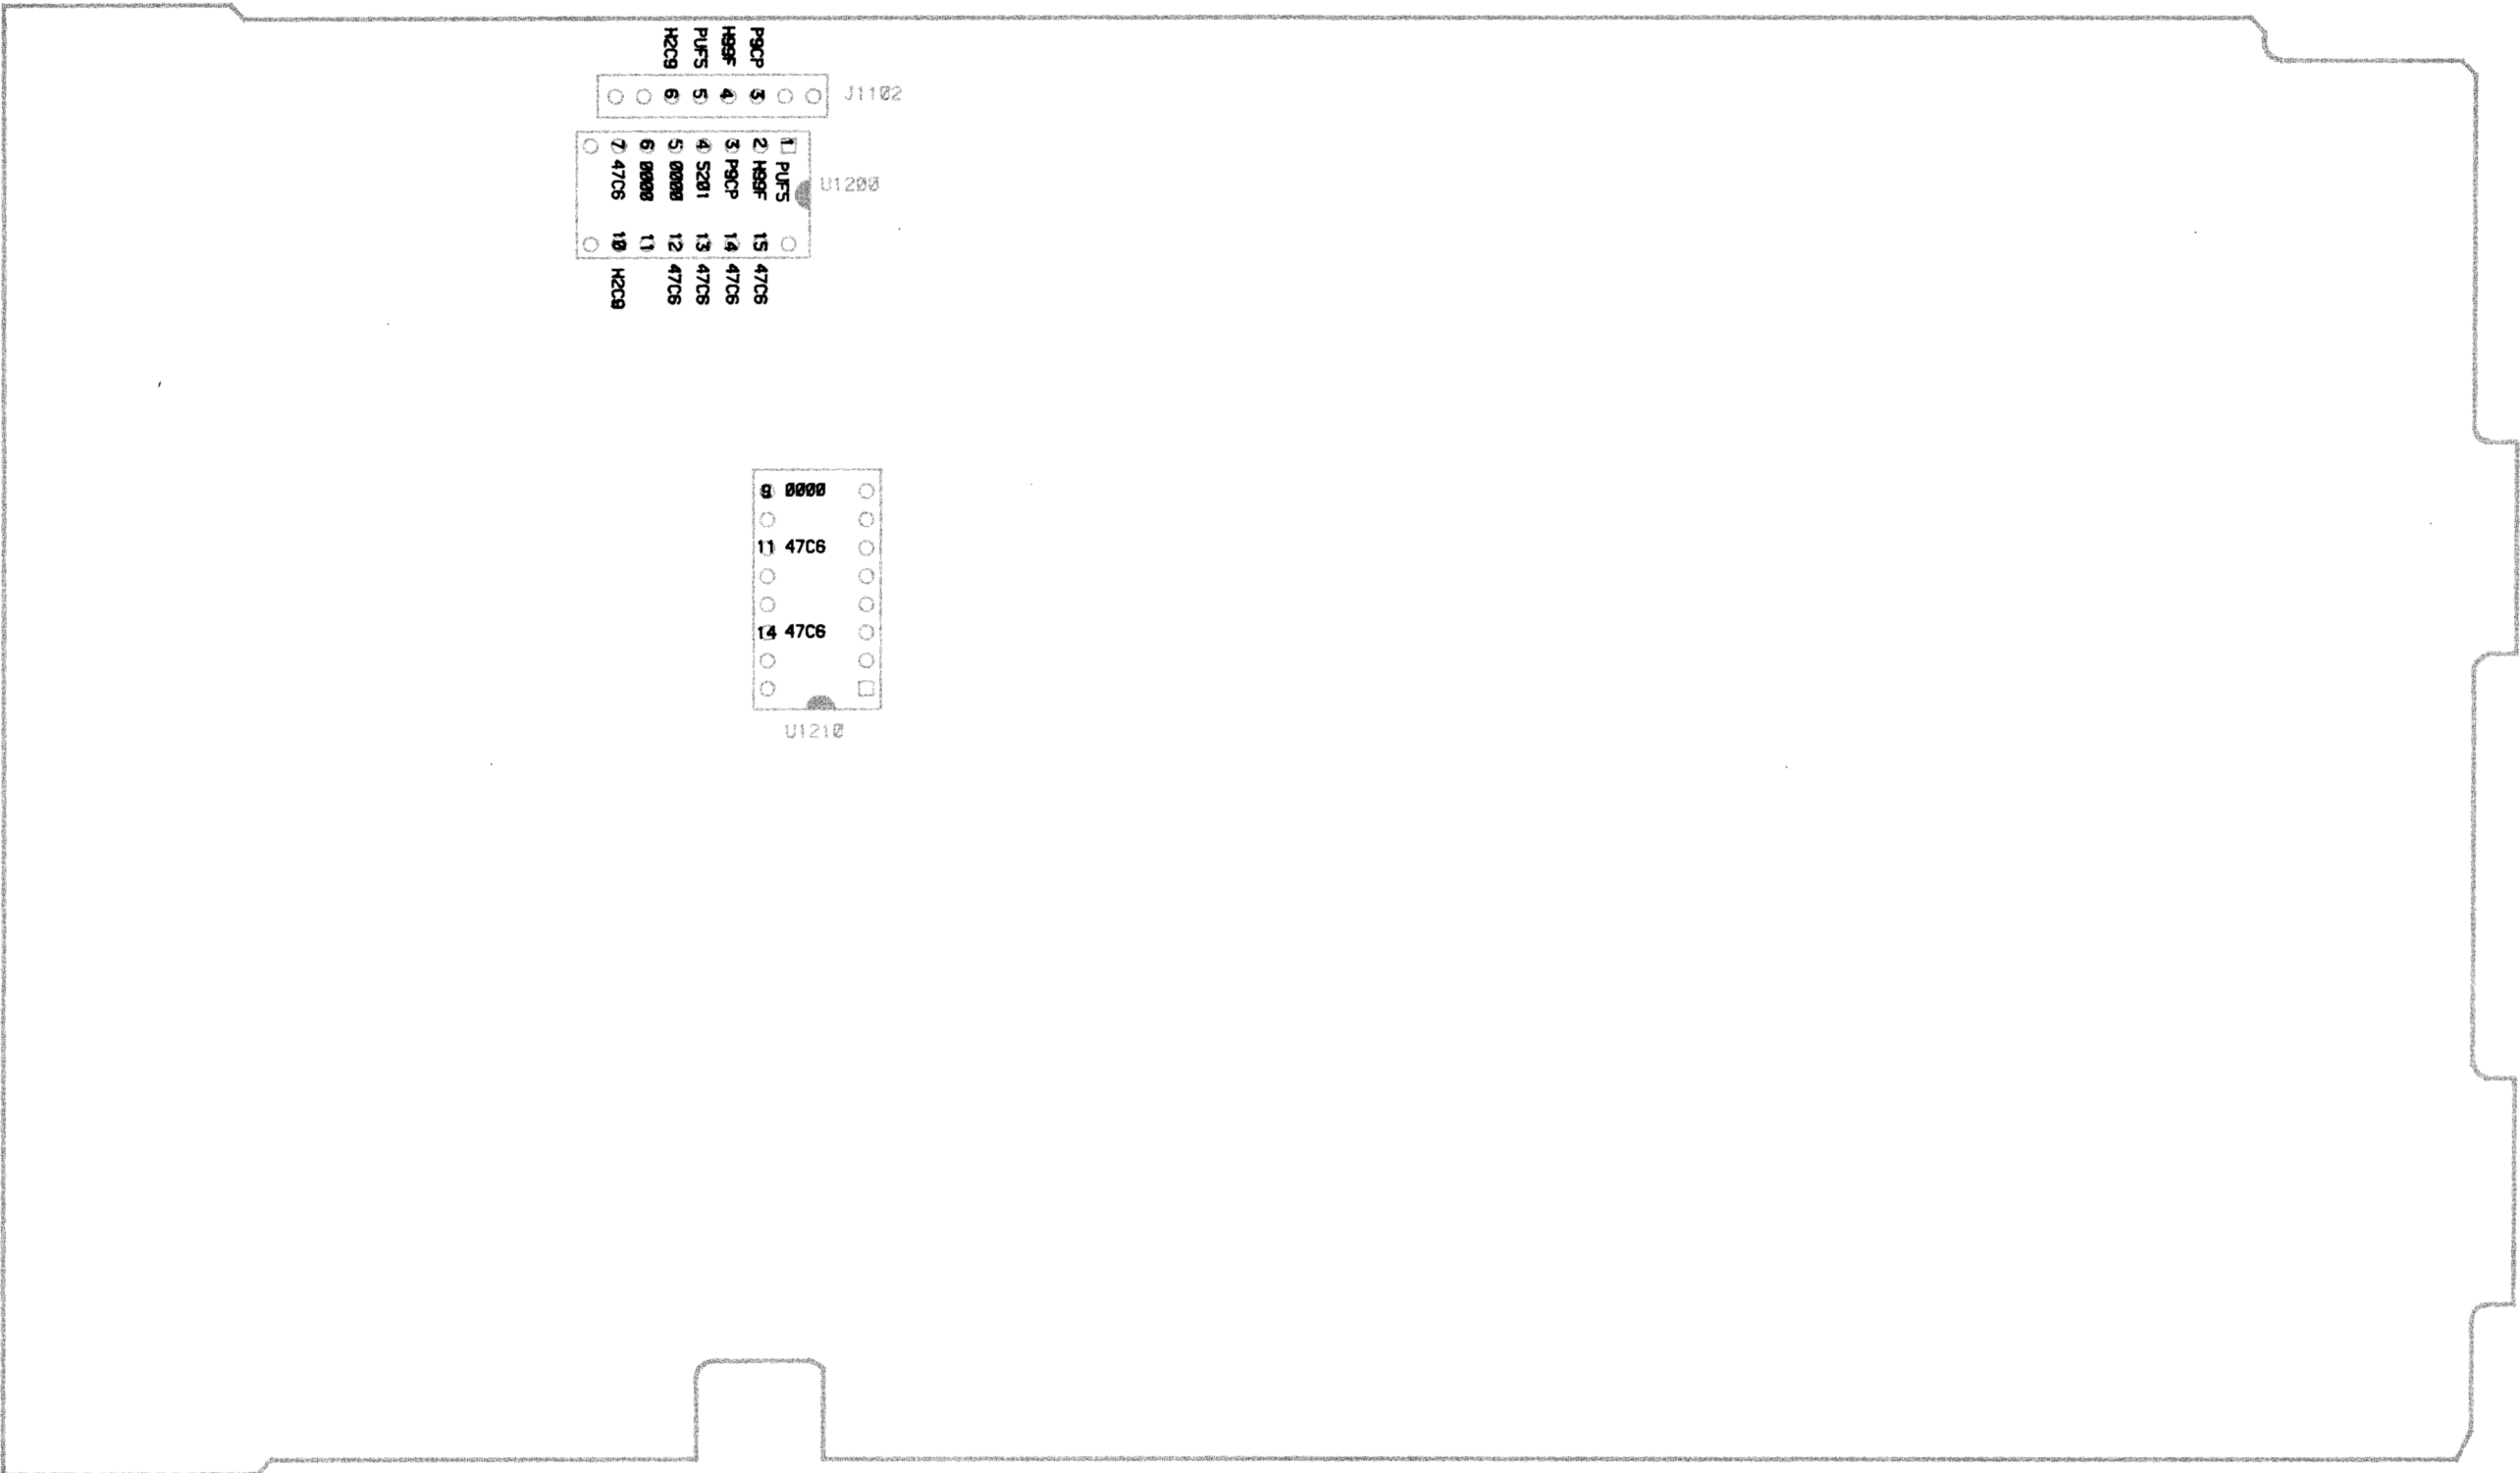 H2C9 PUF5 H99F P9CP
6 5 4 3 J1102
7 6 5 4 3 2 1
47C6 0000 0000 5201 P9CP H99F PUF5 U1200
10 11 12 13 14 15
H2C9 47C6 47C6 47C6 47C6
9 0000
11 47C6
14 47C6
U1210